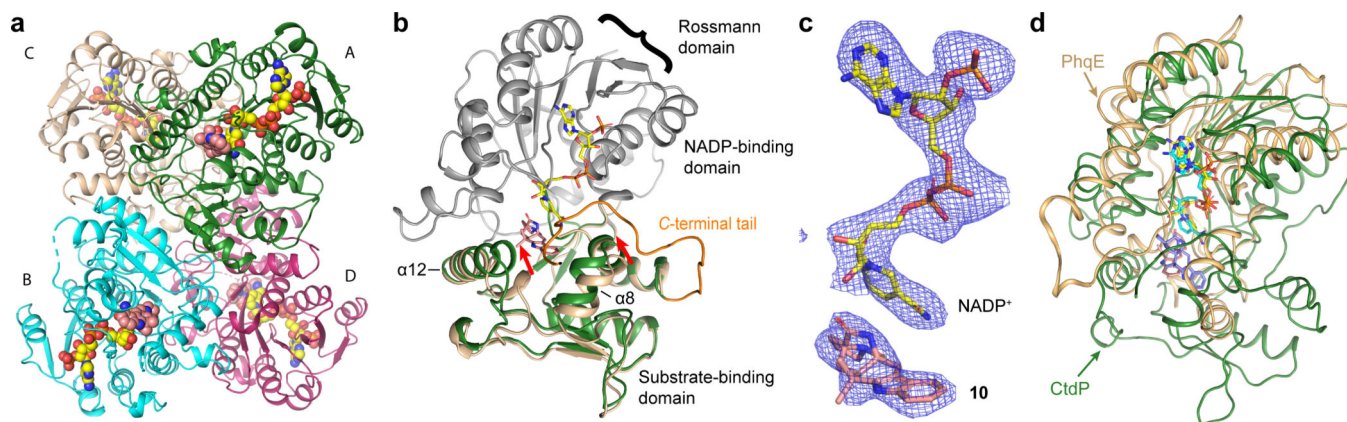 a
C
A
B
D
b
Rossmann
domain
NADP-binding
domain
C-terminal tail
α12
α8
Substrate-binding
domain
c
NADP⁺
10
d
PhqE
CtdP